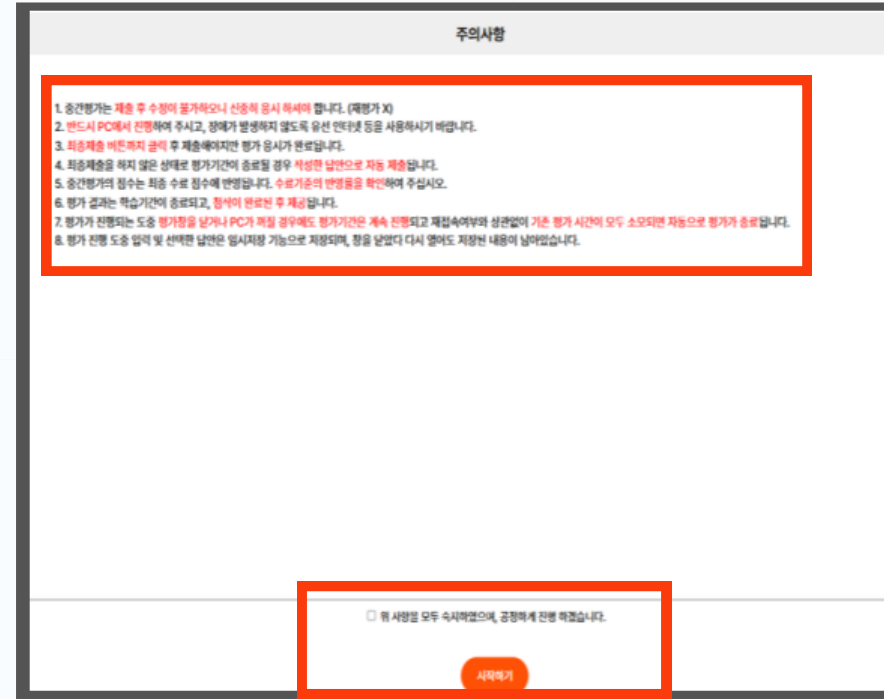 주의사항
1. 중간평가는 제출 후 수정이 불가하오니 신중히 응시 하셔야 합니다. (재평가 X)
2. 반드시 PC에서 진행하여 주시고, 장애가 발생하지 않도록 유선 인터넷 등을 사용하시기 바랍니다.
3. 최종제출 버튼까지 클릭 후 제출해야지만 평가 응시가 완료됩니다.
4. 최종제출을 하지 않은 상태로 평가기간이 종료될 경우 작성한 답안으로 자동 제출됩니다.
5. 중간평가의 점수는 최종 수료 점수에 반영됩니다. 수료기준의 반영률을 확인하여 주십시오.
6. 평가 결과는 학습기간이 종료되고, 첨삭이 완료된 후 제공됩니다.
7. 평가가 진행되는 도중 평가창을 닫거나 PC가 꺼질 경우에도 평가기간은 계속 진행되고 재접속여부와 상관없이 기존 평가 시간이 모두 소모되면 자동으로 평가가 종료됩니다.
8. 평가 진행 도중 입력 및 선택한 답안은 임시저장 기능으로 저장되며, 창을 닫았다 다시 열어도 저장된 내용이 남아있습니다.
위 사항을 모두 숙지하였으며, 공정하게 진행 하겠습니다.
시작하기